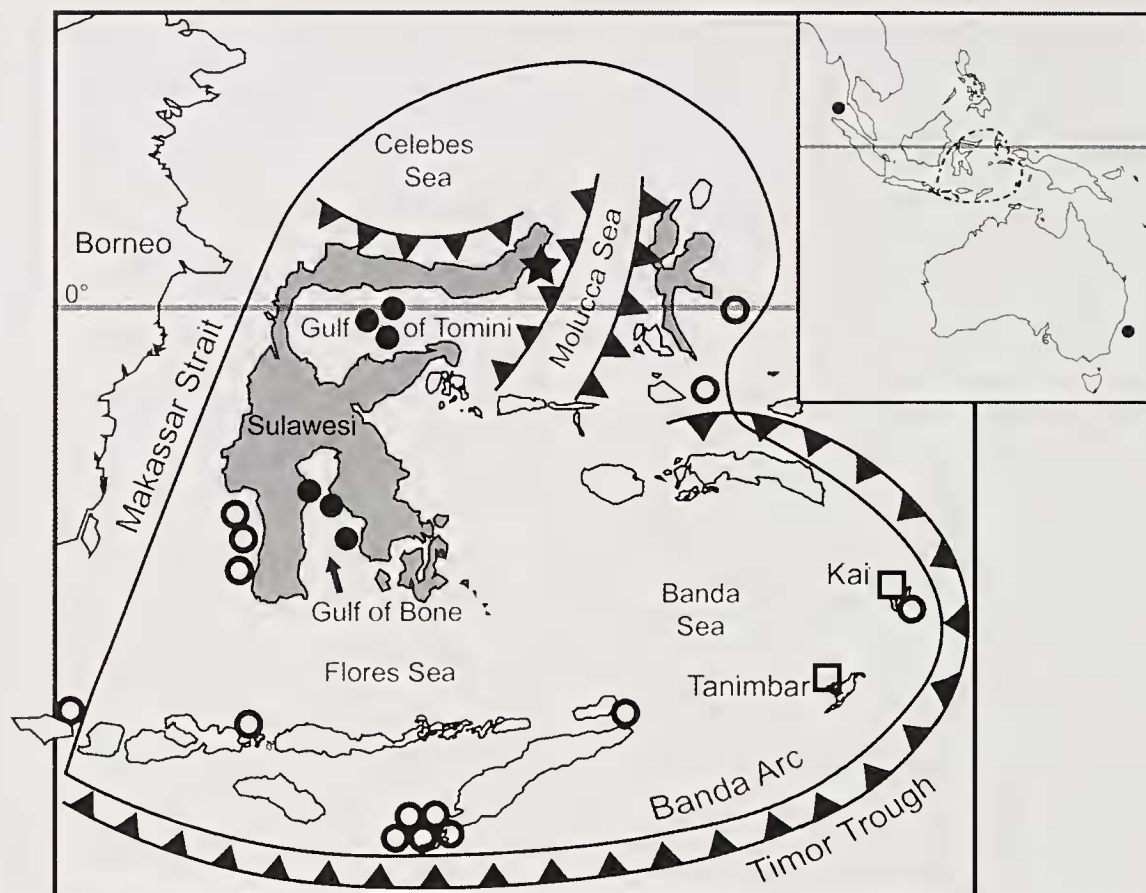 Celebes
Sea
Borneo
0°
Gulf of Tomini
Molucca Sea
Makassar Strait
Sulawesi
Gulf of Bone
Kai
Banda
Sea
Flores Sea
Tanimbar
Banda Arc
Timor Trough